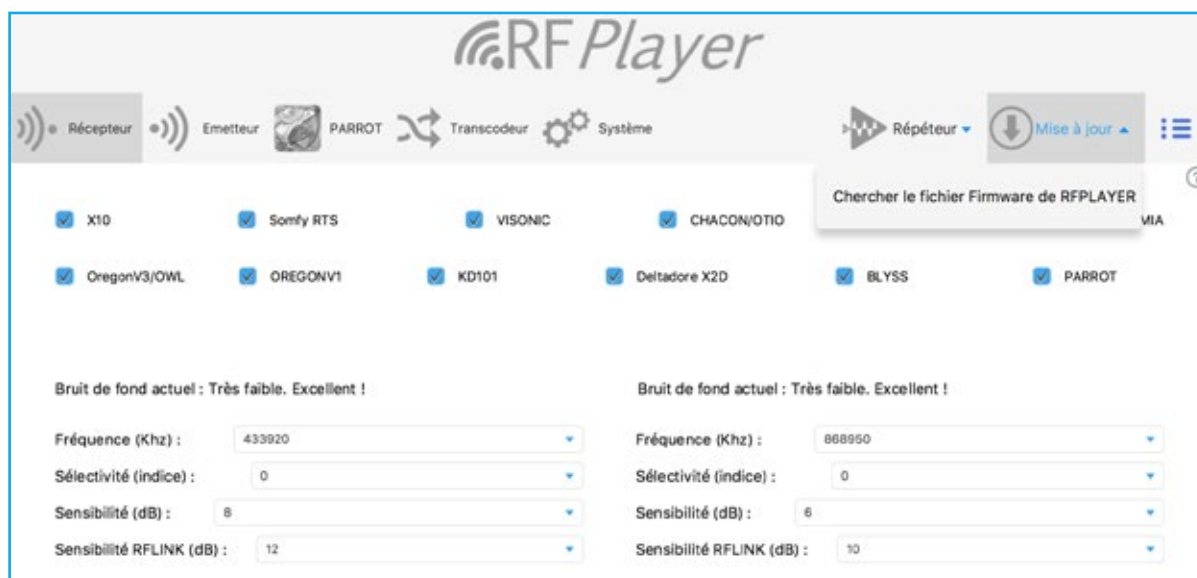 RFPlayer
Récepteur Emetteur PARROT Transcodeur Système Répéteur Mise à jour
Chercher le fichier Firmware de RFPLAYER
X10 Somfy RTS VISONIC CHACON/OTIO MIA
OregonV3/OWL OREGONV1 KD101 Deltadore X2D BLYSS PARROT
Bruit de fond actuel : Très faible. Excellent ! Bruit de fond actuel : Très faible. Excellent !
Fréquence (Khz) : 433920 Fréquence (Khz) : 868950
Sélectivité (indice) : 0 Sélectivité (indice) : 0
Sensibilité (dB) : 8 Sensibilité (dB) : 6
Sensibilité RFLINK (dB) : 12 Sensibilité RFLINK (dB) : 10